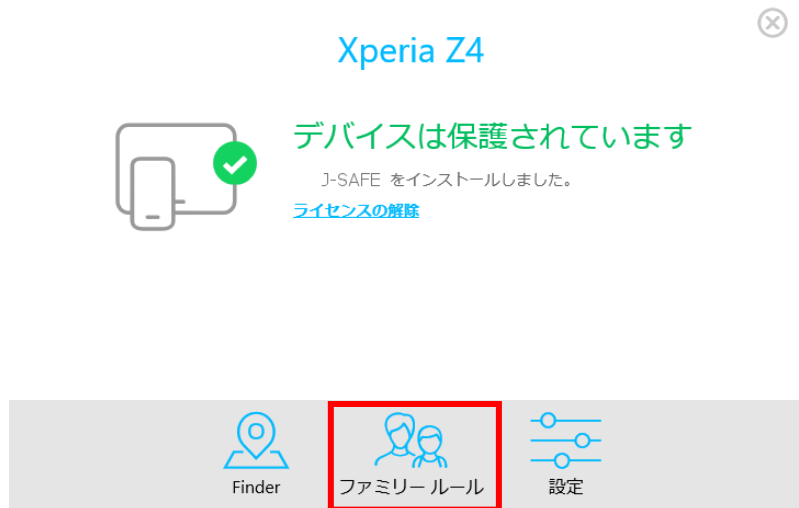 Xperia Z4
デバイスは保護されています
J-SAFE をインストールしました。
ライセンスの解除
Finder
ファミリー ルール
設定